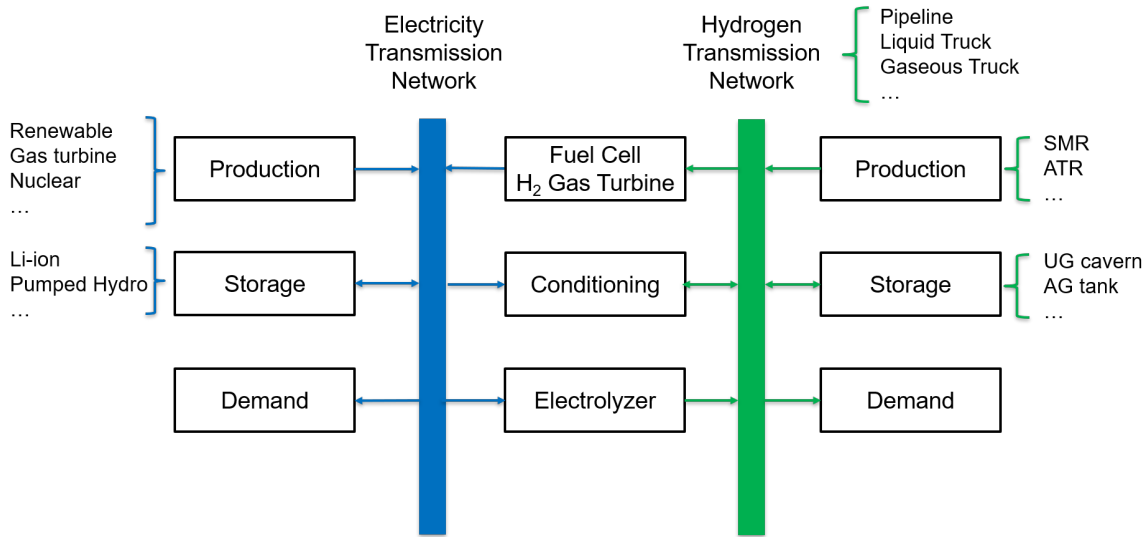 Electricity
Transmission
Network
Hydrogen
Transmission
Network
Pipeline
Liquid Truck
Gaseous Truck
…
Renewable
Gas turbine
Nuclear
…
Production
Fuel Cell
H₂ Gas Turbine
Production
SMR
ATR
…
Li-ion
Pumped Hydro
…
Storage
Conditioning
Storage
UG cavern
AG tank
…
Demand
Electrolyzer
Demand